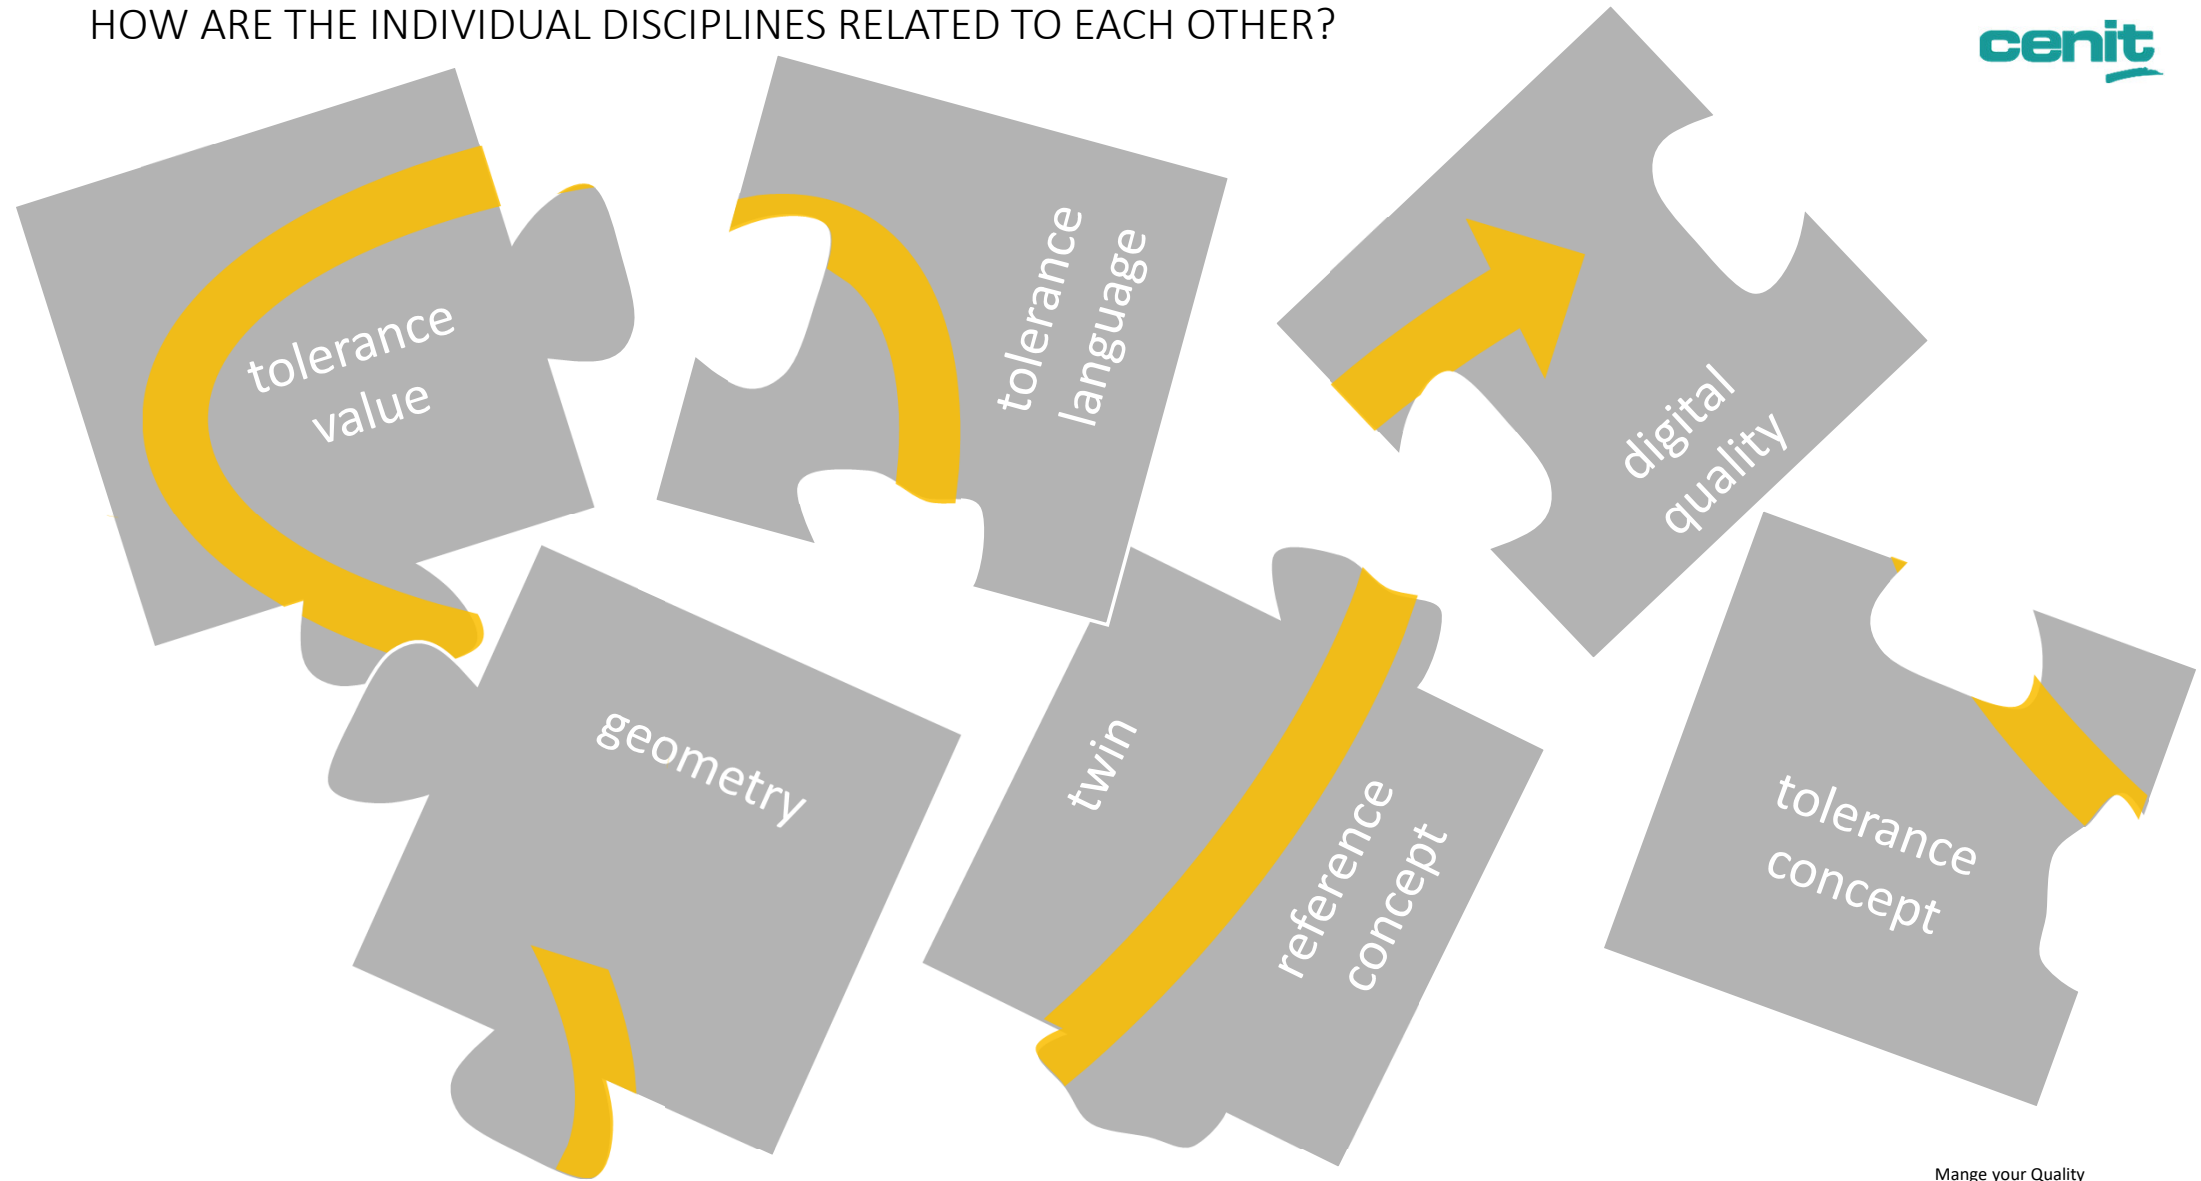 HOW ARE THE INDIVIDUAL DISCIPLINES RELATED TO EACH OTHER?
cenit
tolerance
value
tolerance
language
digital
quality
geometry
twin
reference
concept
tolerance
concept
Mange your Quality